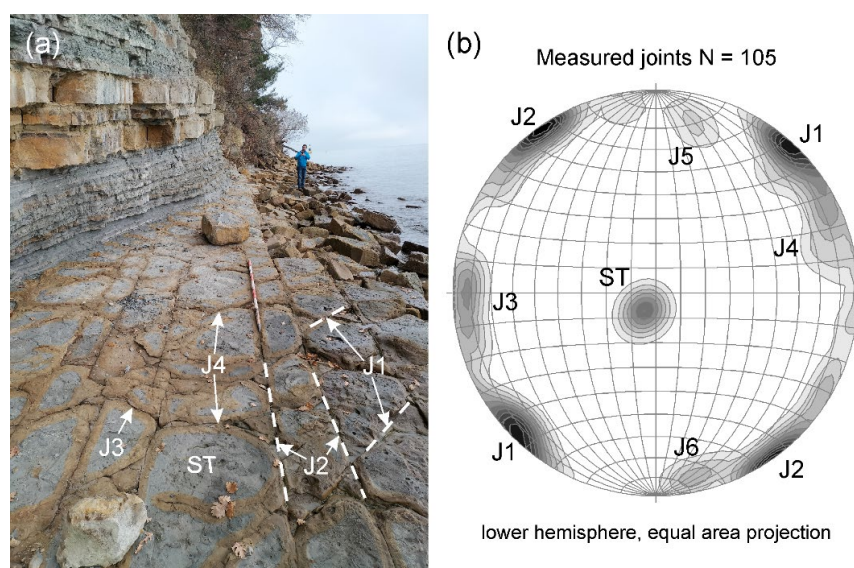 (a)
J4
J1
J3
ST
J2
(b)
Measured joints N = 105
J2
J1
J5
J4
ST
J3
J1
J6
J2
lower hemisphere, equal area projection